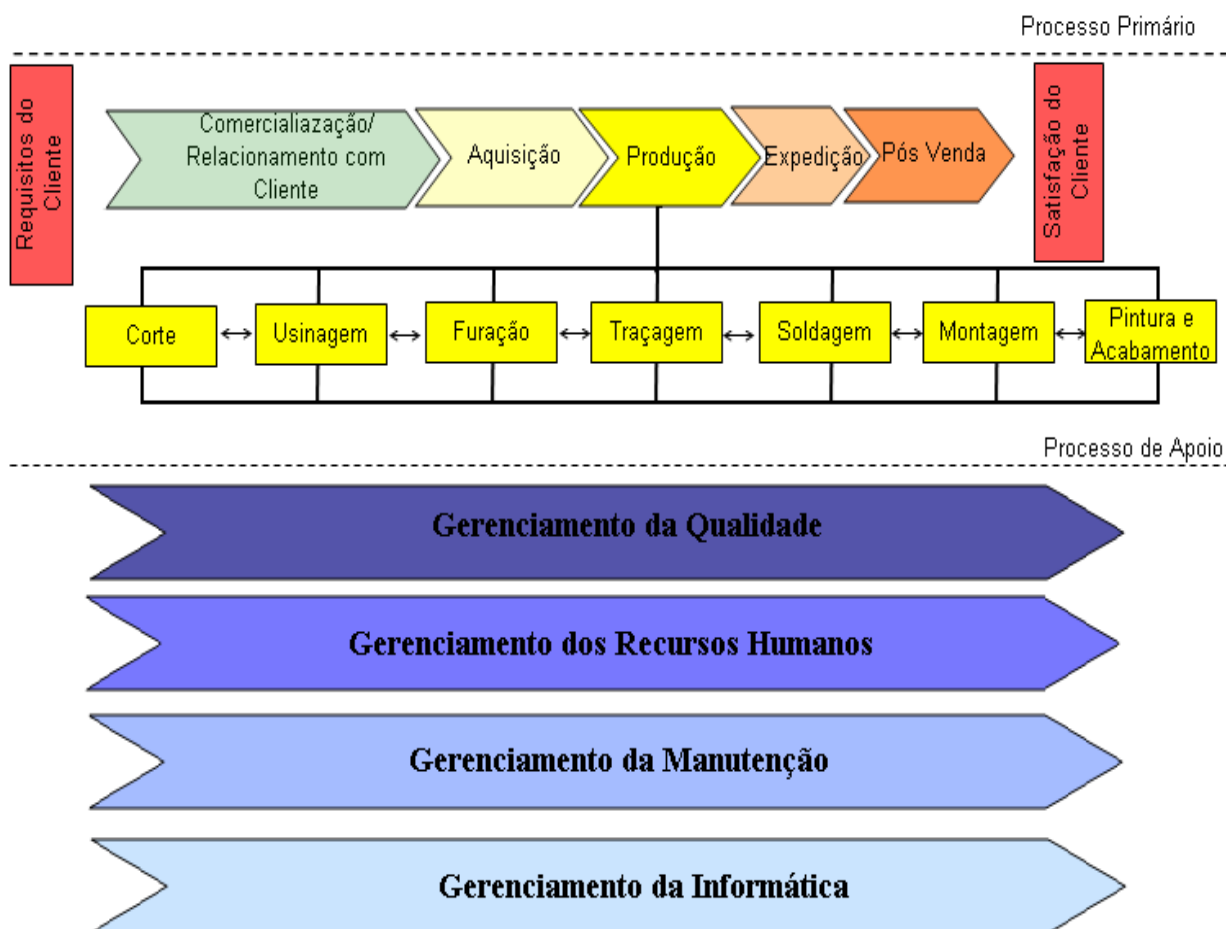 Processo Primário
Requisitos do
Cliente
Comercialiazação/
Relacionamento com
Cliente
Aquisição
Produção
Expedição
Pós Venda
Satisfação do
Cliente
Corte
Usinagem
Furação
Traçagem
Soldagem
Montagem
Pintura e
Acabamento
Processo de Apoio
Gerenciamento da Qualidade
Gerenciamento dos Recursos Humanos
Gerenciamento da Manutenção
Gerenciamento da Informática